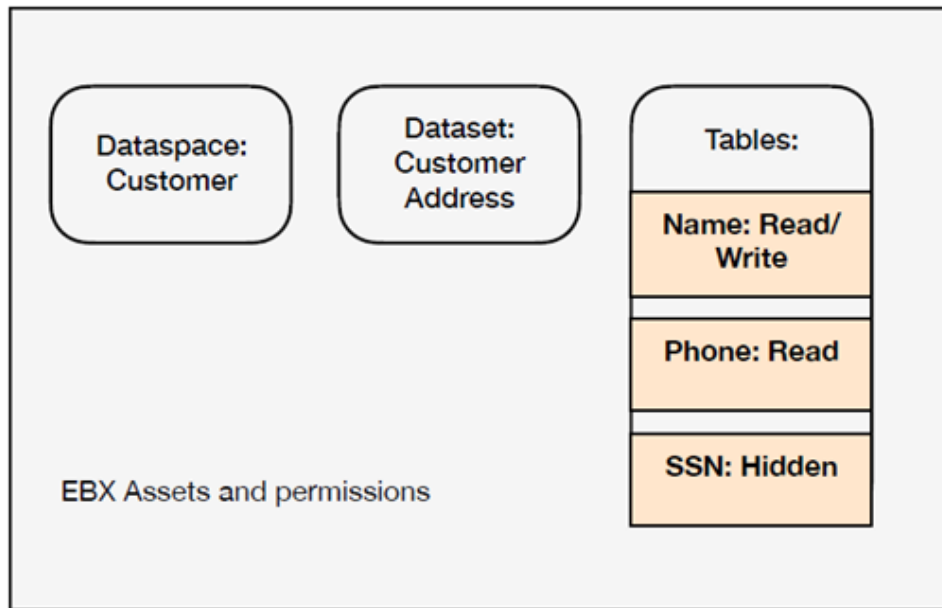 Dataspace:
Customer
Dataset:
Customer
Address
Tables:
Name: Read/
Write
Phone: Read
SSN: Hidden
EBX Assets and permissions